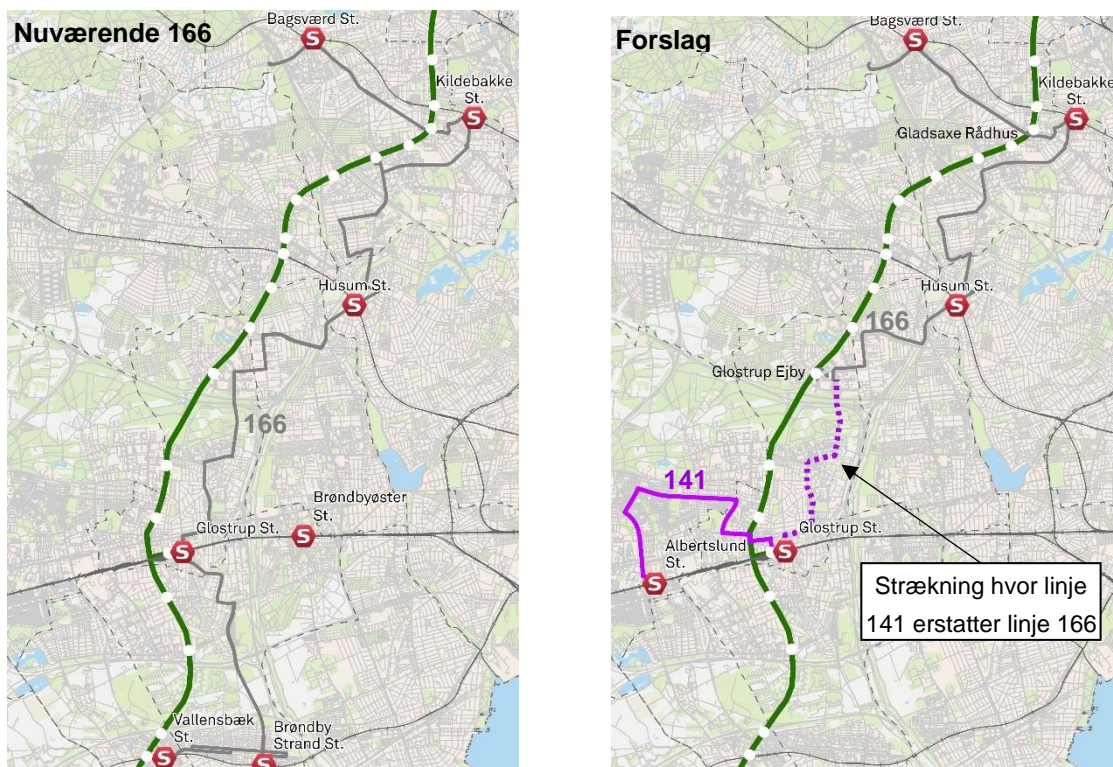 Nuværende 166
Bagsværd St.
Kildebakke
St.
Husum St.
166
Brøndbyøster
St.
Glostrup St.
Vallensbæk
St.
Brøndby
Strand St.
Forslag
Bagsværd St.
Kildebakke
St.
Gladsaxe Rådhus
Husum St.
166
Glostrup Ejby
141
Glostrup St.
Albertslund
St.
Strækning hvor linje
141 erstatter linje 166